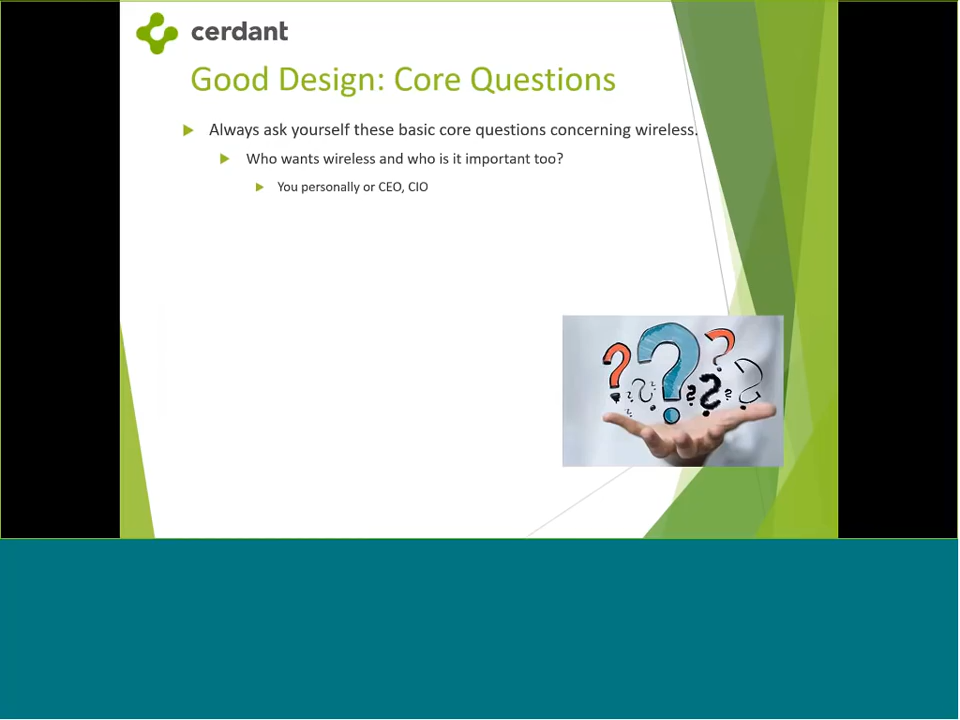 cerdant
Good Design: Core Questions
Always ask yourself these basic core questions concerning wireless.
Who wants wireless and who is it important too?
You personally or CEO, CIO